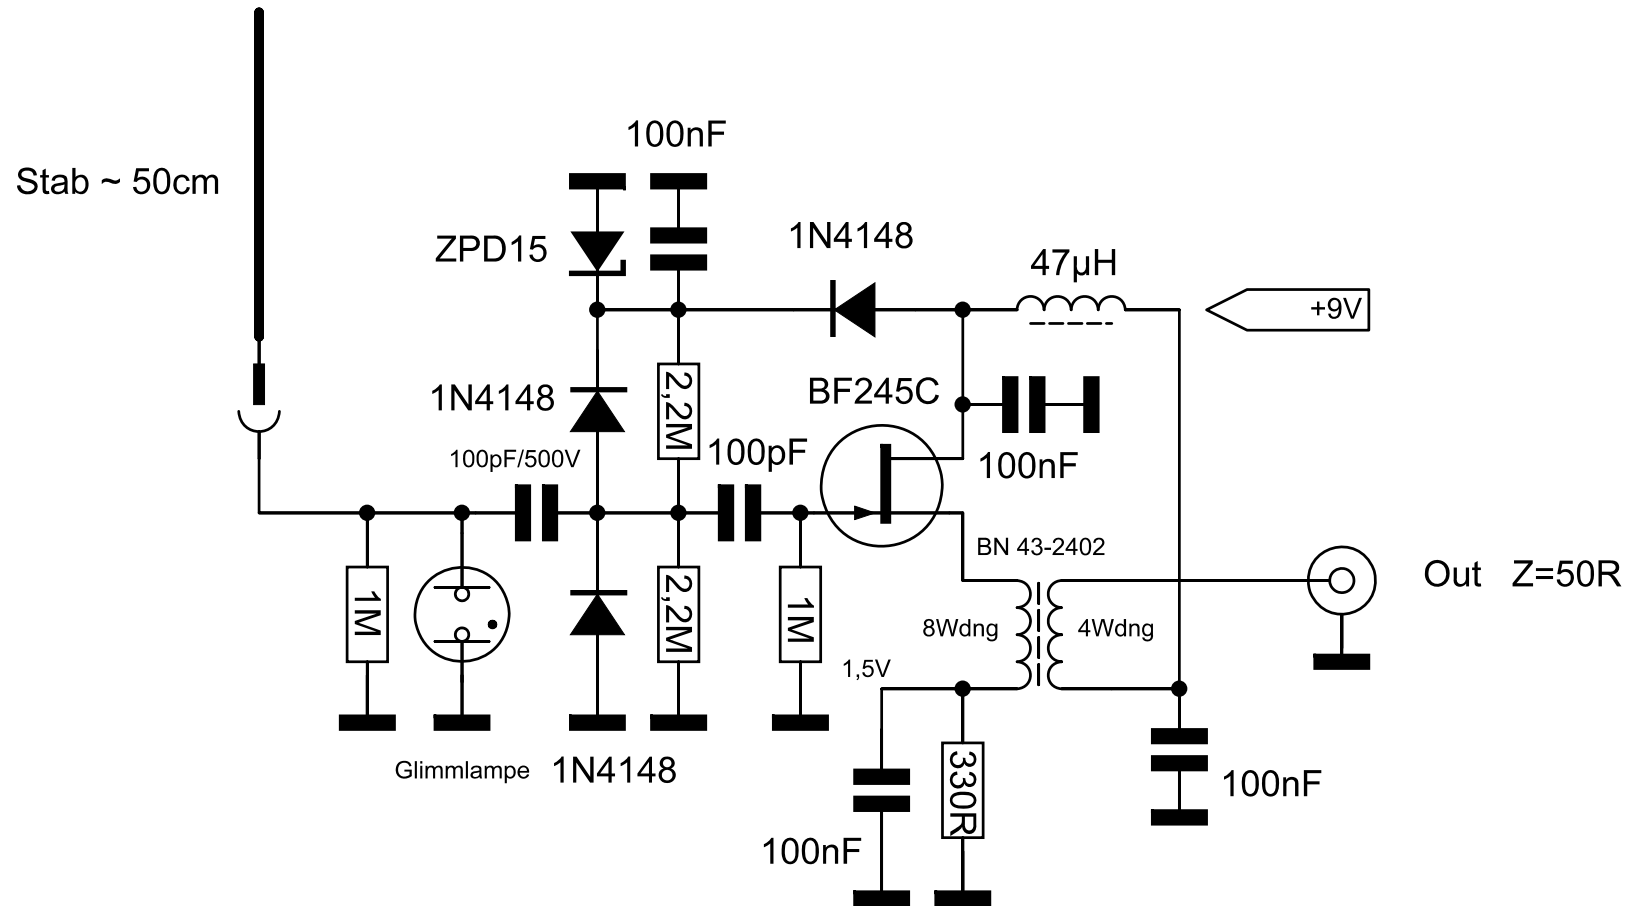 100nF
Stab ~ 50cm
ZPD15
1N4148
47µH
+9V
1N4148
2,2M
BF245C
100pF/500V
100pF
100nF
BN 43-2402
Out Z=50R
1M
2,2M
1M
8Wdng
4Wdng
1,5V
Glimmlampe
1N4148
330R
100nF
100nF